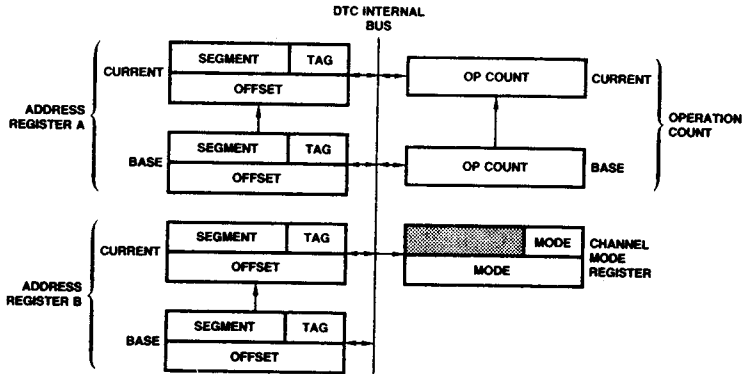 DTC INTERNAL
BUS
ADDRESS
REGISTER A
CURRENT
SEGMENT
TAG
OFFSET
BASE
SEGMENT
TAG
OFFSET
OP COUNT
CURRENT
OP COUNT
BASE
OPERATION
COUNT
ADDRESS
REGISTER B
CURRENT
SEGMENT
TAG
OFFSET
BASE
SEGMENT
TAG
OFFSET
MODE
MODE
CHANNEL
MODE
REGISTER